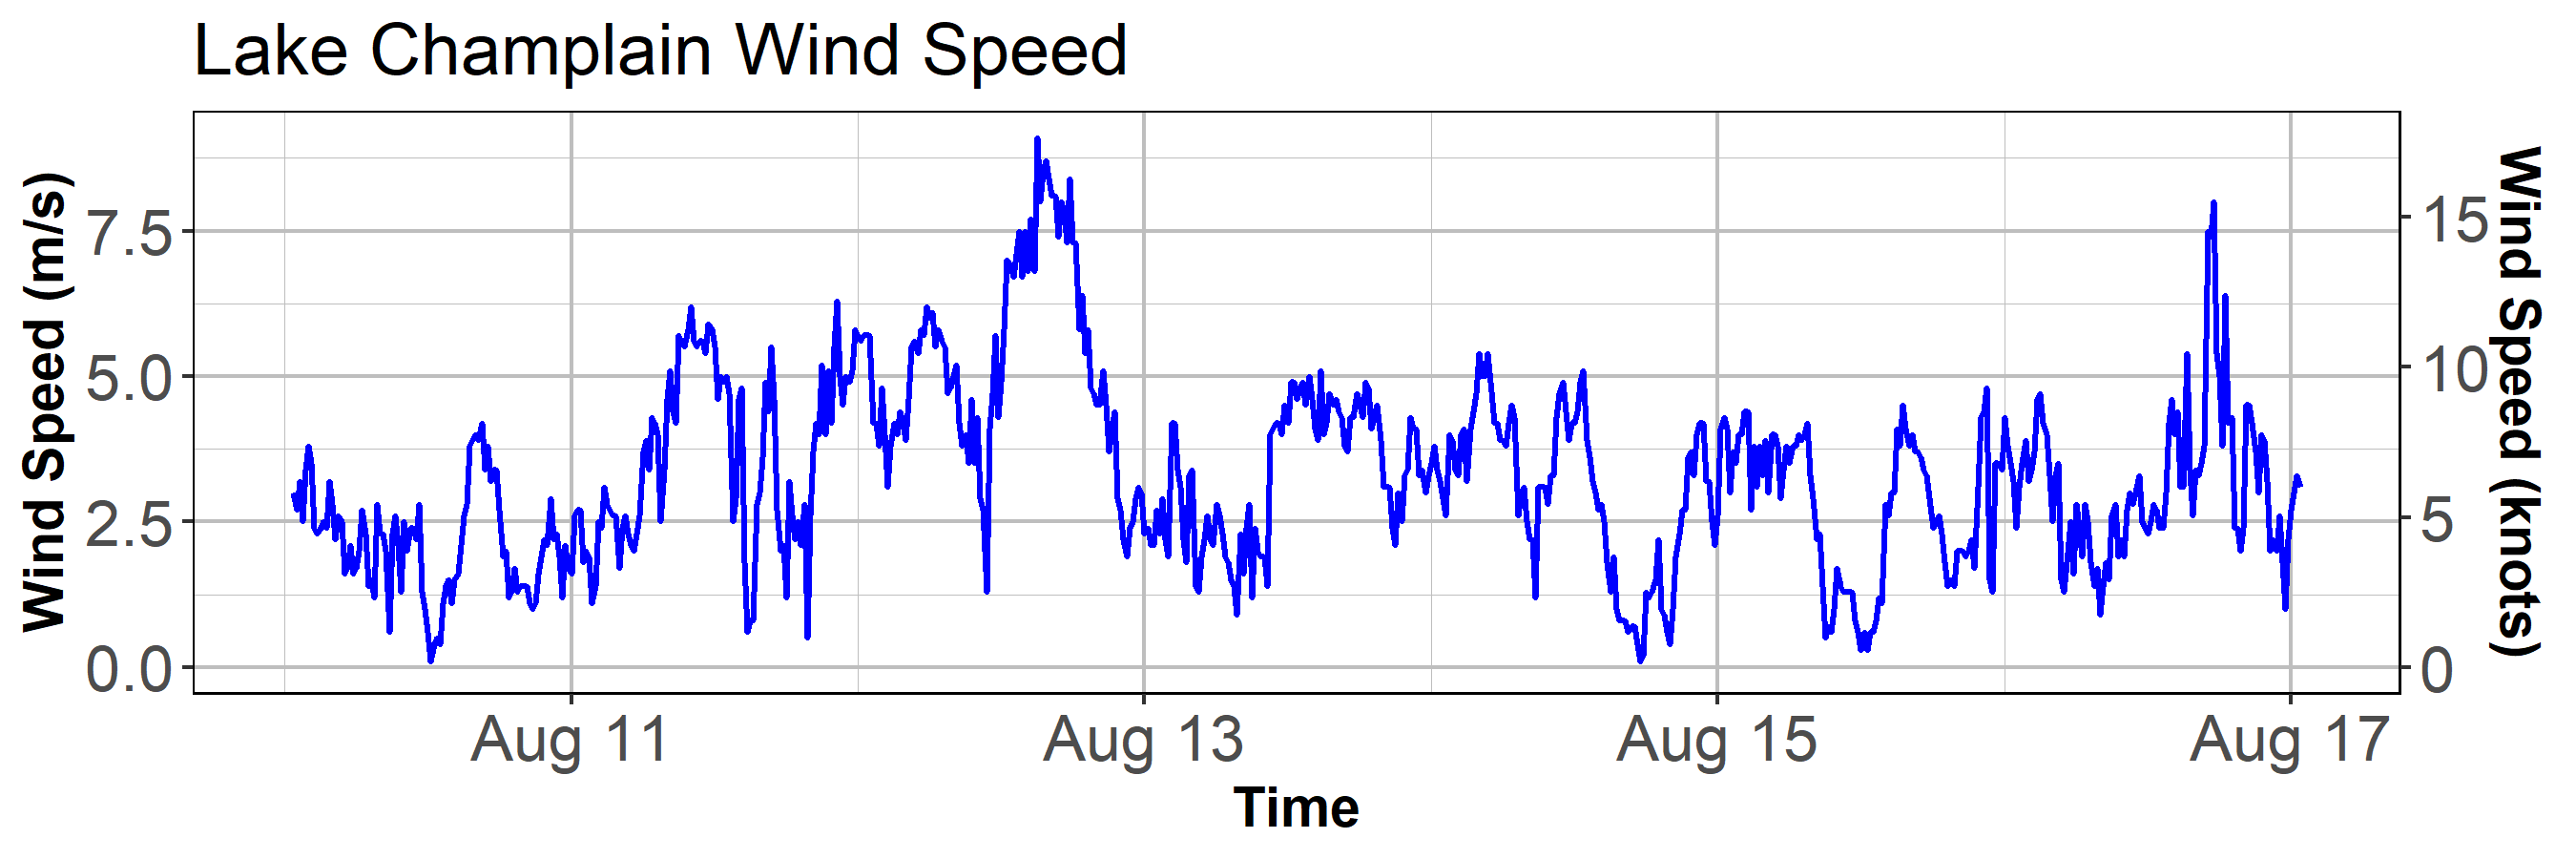 Lake Champlain Wind Speed
Wind Speed (m/s)
7.5
5.0
2.5
0.0
15
10
5
0
Wind Speed (knots)
Aug 11
Aug 13
Aug 15
Aug 17
Time